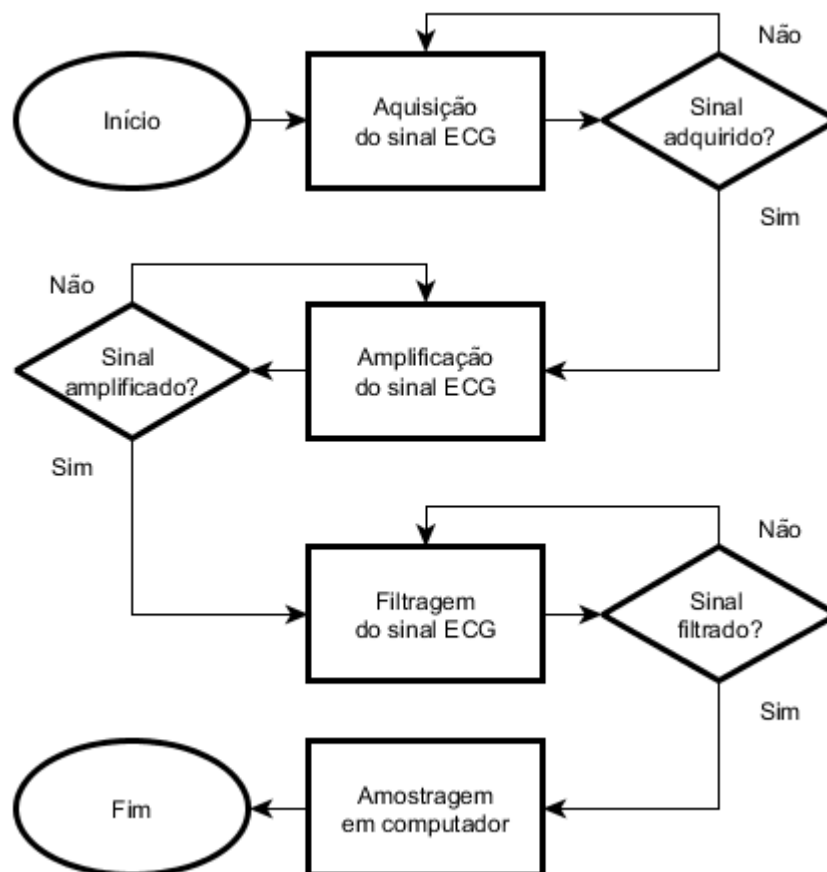 Não
Início
Aquisição
do sinal ECG
Sinal
adquirido?
Sim
Não
Sinal
amplificado?
Amplificação
do sinal ECG
Sim
Não
Filtragem
do sinal ECG
Sinal
filtrado?
Sim
Fim
Amostragem
em computador